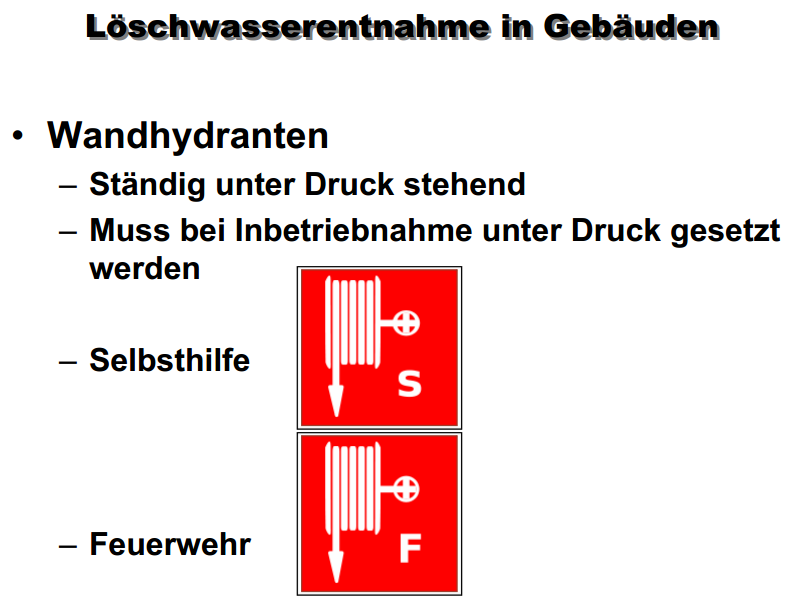 Löschwasserentnahme in Gebäuden
• Wandhydranten
– Ständig unter Druck stehend
– Muss bei Inbetriebnahme unter Druck gesetzt
werden
– Selbsthilfe
S
– Feuerwehr
F